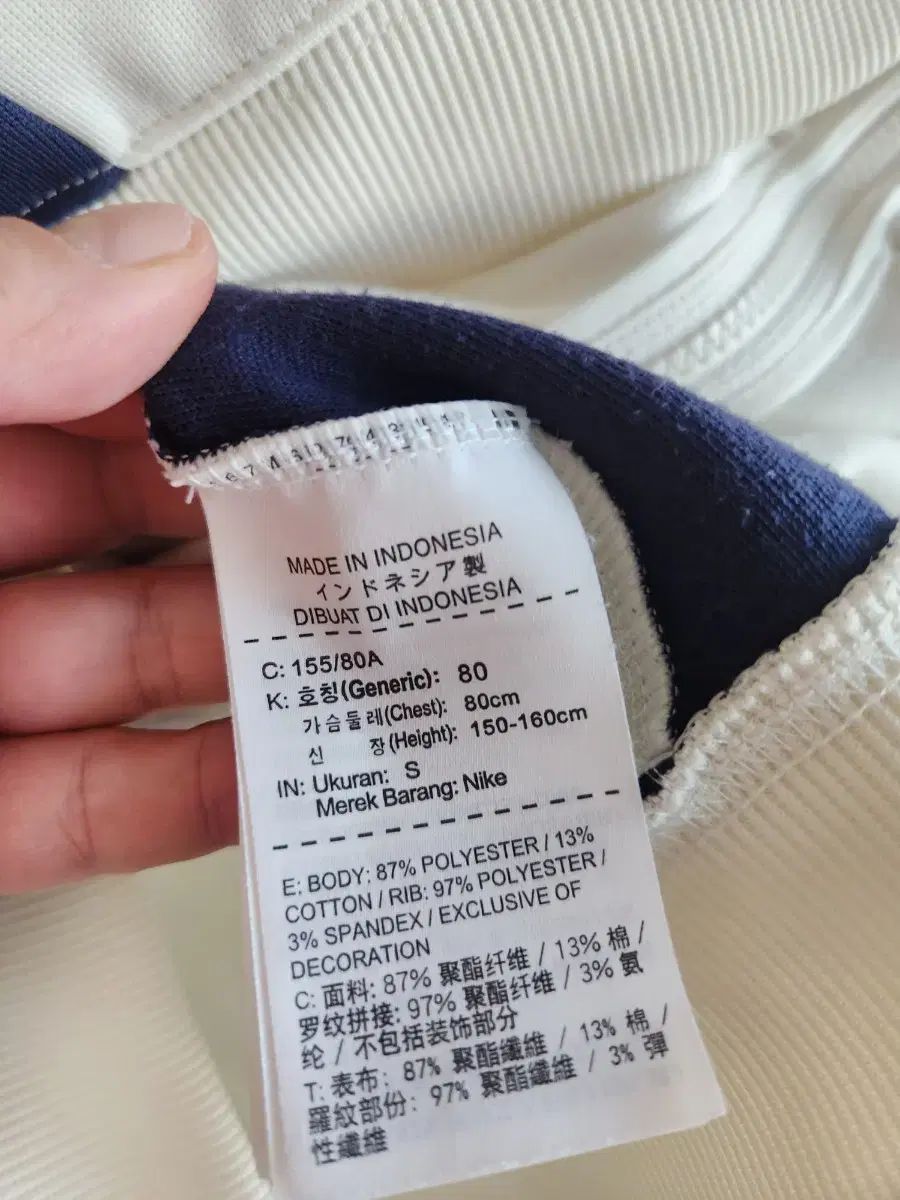 MADE IN INDONESIA
インドネシア製
DIBUAT DI INDONESIA
C: 155/80A
K: 호칭(Generic): 80
가슴둘레(Chest): 80cm
신 장(Height): 150-160cm
IN: Ukuran: S
Merek Barang: Nike
E: BODY: 87% POLYESTER / 13%
COTTON / RIB: 97% POLYESTER /
3% SPANDEX / EXCLUSIVE OF
DECORATION
C: 面料: 87% 聚酯纤维 / 13% 棉 /
罗纹拼接: 97% 聚酯纤维 / 3% 氨
纶 / 不包括装饰部分
T: 表布: 87% 聚酯纖維 / 13% 棉 /
羅紋部份: 97% 聚酯纖維 / 3% 彈
性纖維